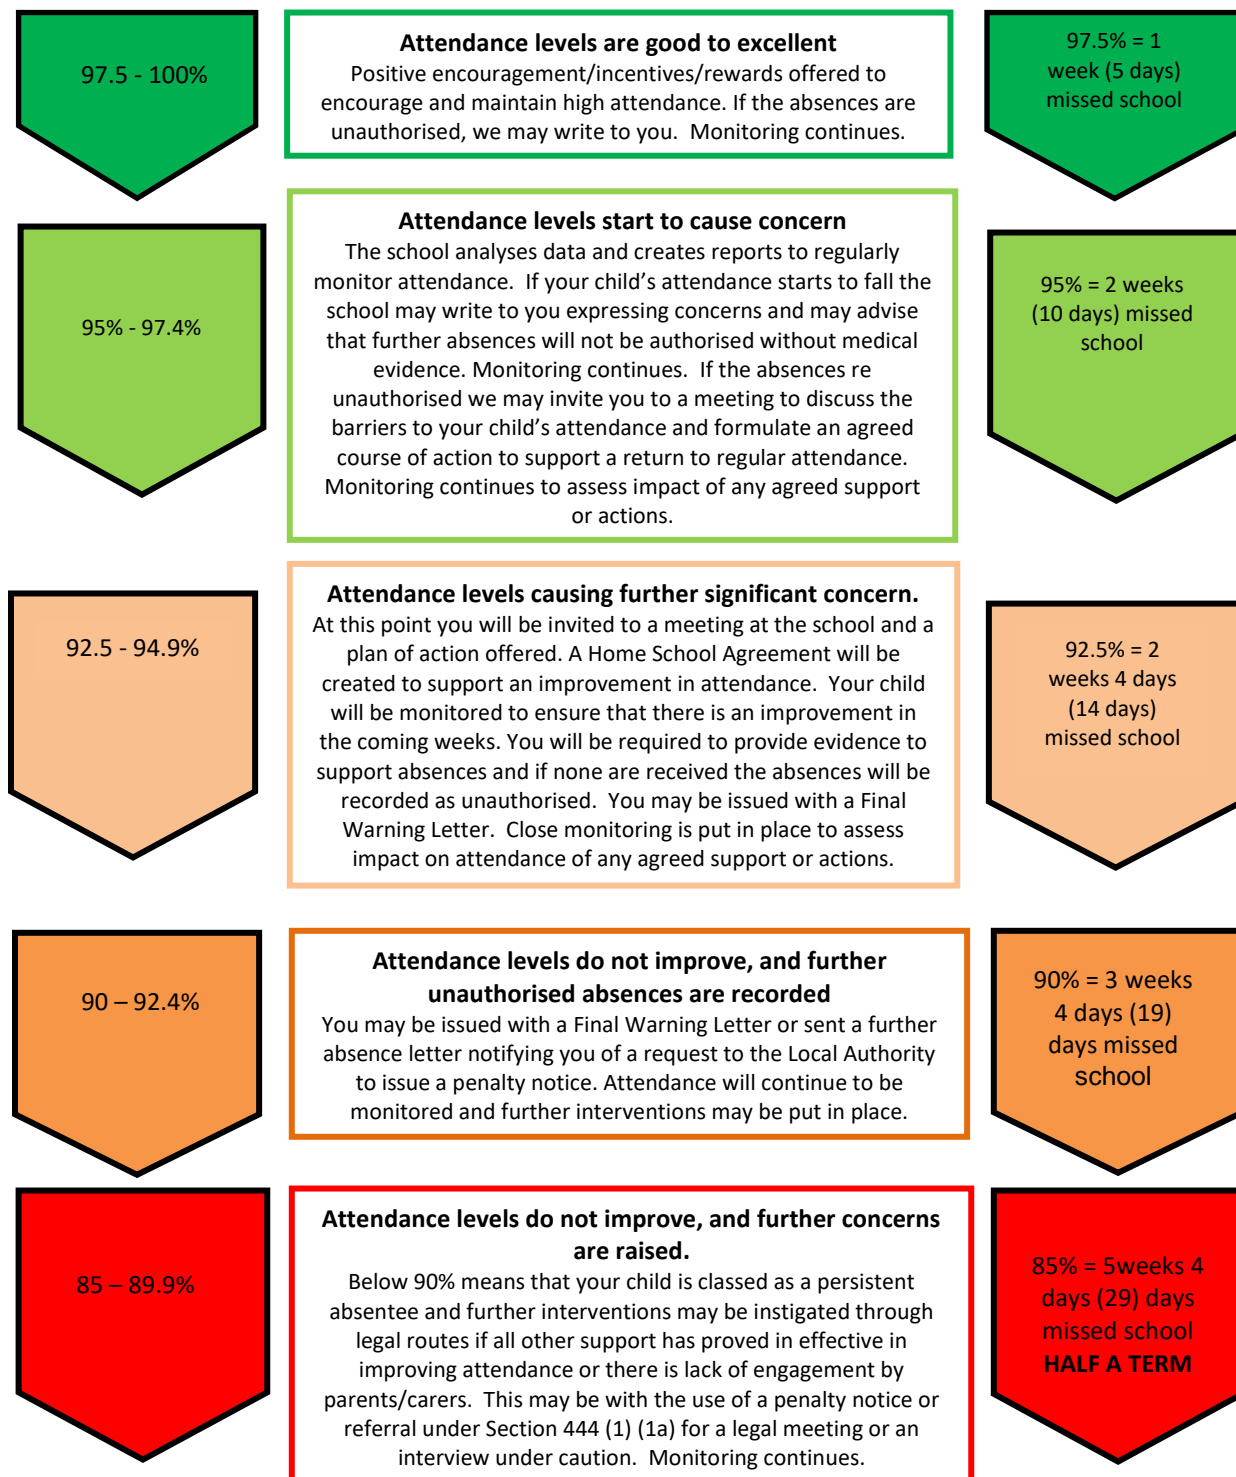 97.5 - 100%
Attendance levels are good to excellent
Positive encouragement/incentives/rewards offered to
encourage and maintain high attendance. If the absences are
unauthorised, we may write to you.  Monitoring continues.
97.5% = 1
week (5 days)
missed school
95% - 97.4%
Attendance levels start to cause concern
The school analyses data and creates reports to regularly
monitor attendance.  If your child’s attendance starts to fall the
school may write to you expressing concerns and may advise
that further absences will not be authorised without medical
evidence. Monitoring continues.  If the absences re
unauthorised we may invite you to a meeting to discuss the
barriers to your child’s attendance and formulate an agreed
course of action to support a return to regular attendance.
Monitoring continues to assess impact of any agreed support
or actions.
95% = 2 weeks
(10 days) missed
school
92.5 - 94.9%
Attendance levels causing further significant concern.
At this point you will be invited to a meeting at the school and a
plan of action offered. A Home School Agreement will be
created to support an improvement in attendance.  Your child
will be monitored to ensure that there is an improvement in
the coming weeks. You will be required to provide evidence to
support absences and if none are received the absences will be
recorded as unauthorised.  You may be issued with a Final
Warning Letter.  Close monitoring is put in place to assess
impact on attendance of any agreed support or actions.
92.5% = 2
weeks 4 days
(14 days)
missed school
90 – 92.4%
Attendance levels do not improve, and further
unauthorised absences are recorded
You may be issued with a Final Warning Letter or sent a further
absence letter notifying you of a request to the Local Authority
to issue a penalty notice. Attendance will continue to be
monitored and further interventions may be put in place.
90% = 3 weeks
4 days (19)
days missed
school
85 – 89.9%
Attendance levels do not improve, and further concerns
are raised.
Below 90% means that your child is classed as a persistent
absentee and further interventions may be instigated through
legal routes if all other support has proved in effective in
improving attendance or there is lack of engagement by
parents/carers.  This may be with the use of a penalty notice or
referral under Section 444 (1) (1a) for a legal meeting or an
interview under caution.  Monitoring continues.
85% = 5weeks 4
days (29) days
missed school
HALF A TERM